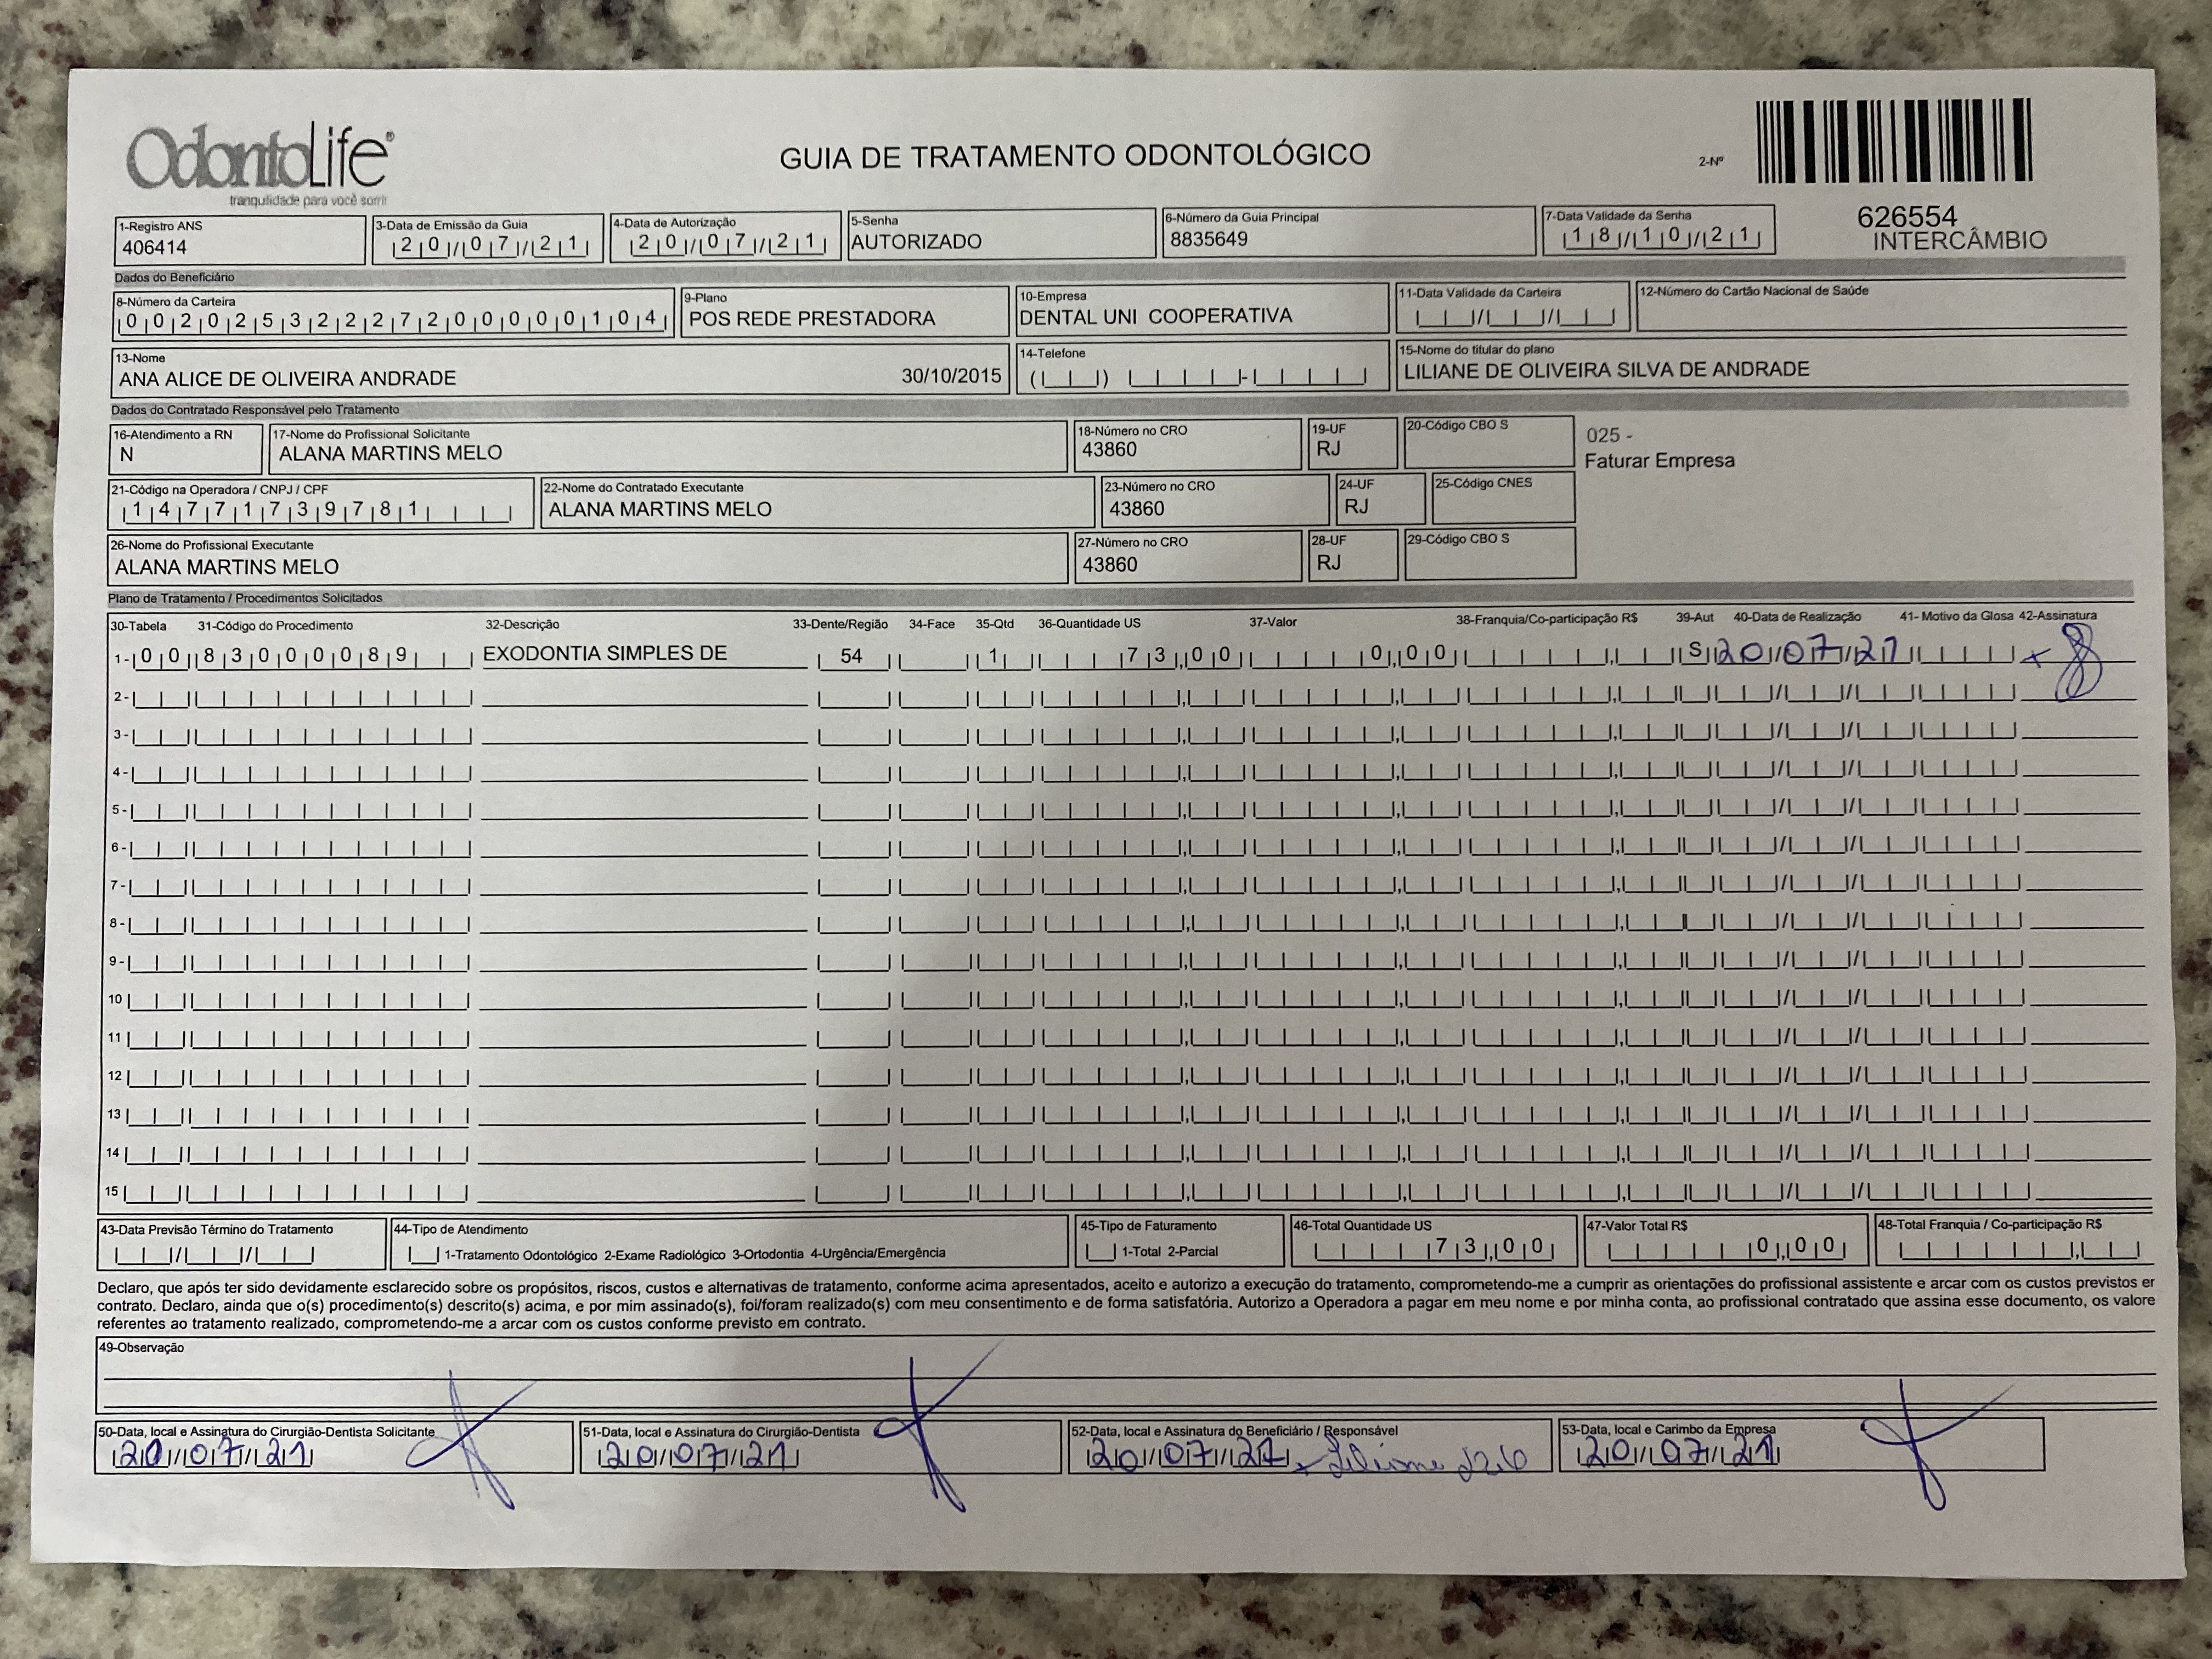 OdontoLife®
tranquilidade para você sorrir
GUIA DE TRATAMENTO ODONTOLÓGICO
2-Nº
626554
INTERCÂMBIO
1-Registro ANS
406414
3-Data de Emissão da Guia
20/07/21
4-Data de Autorização
20/07/21
5-Senha
AUTORIZADO
6-Número da Guia Principal
8835649
7-Data Validade da Senha
18/10/21
Dados do Beneficiário
8-Número da Carteira
00202532227200000104
9-Plano
POS REDE PRESTADORA
10-Empresa
DENTAL UNI COOPERATIVA
11-Data Validade da Carteira
12-Número do Cartão Nacional de Saúde
13-Nome
ANA ALICE DE OLIVEIRA ANDRADE 30/10/2015
14-Telefone
15-Nome do titular do plano
LILIANE DE OLIVEIRA SILVA DE ANDRADE
Dados do Contratado Responsável pelo Tratamento
16-Atendimento a RN
N
17-Nome do Profissional Solicitante
ALANA MARTINS MELO
18-Número no CRO
43860
19-UF
RJ
20-Código CBO S
025 -
Faturar Empresa
21-Código na Operadora / CNPJ / CPF
14771739781
22-Nome do Contratado Executante
ALANA MARTINS MELO
23-Número no CRO
43860
24-UF
RJ
25-Código CNES
26-Nome do Profissional Executante
ALANA MARTINS MELO
27-Número no CRO
43860
28-UF
RJ
29-Código CBO S
Plano de Tratamento / Procedimentos Solicitados
30-Tabela 31-Código do Procedimento 32-Descrição 33-Dente/Região 34-Face 35-Qtd 36-Quantidade US 37-Valor 38-Franquia/Co-participação R$ 39-Aut 40-Data de Realização 41- Motivo da Glosa 42-Assinatura
1- 00 83000089 EXODONTIA SIMPLES DE 54 1 73,00 0,00 S 20/07/21
2-
3-
4-
5-
6-
7-
8-
9-
10
11
12
13
14
15
43-Data Previsão Término do Tratamento
44-Tipo de Atendimento
1-Tratamento Odontológico 2-Exame Radiológico 3-Ortodontia 4-Urgência/Emergência
45-Tipo de Faturamento
1-Total 2-Parcial
46-Total Quantidade US
73,00
47-Valor Total R$
0,00
48-Total Franquia / Co-participação R$
Declaro, que após ter sido devidamente esclarecido sobre os propósitos, riscos, custos e alternativas de tratamento, conforme acima apresentados, aceito e autorizo a execução do tratamento, comprometendo-me a cumprir as orientações do profissional assistente e arcar com os custos previstos er
contrato. Declaro, ainda que o(s) procedimento(s) descrito(s) acima, e por mim assinado(s), foi/foram realizado(s) com meu consentimento e de forma satisfatória. Autorizo a Operadora a pagar em meu nome e por minha conta, ao profissional contratado que assina esse documento, os valore
referentes ao tratamento realizado, comprometendo-me a arcar com os custos conforme previsto em contrato.
49-Observação
50-Data, local e Assinatura do Cirurgião-Dentista Solicitante
20/07/21
51-Data, local e Assinatura do Cirurgião-Dentista
20/07/21
52-Data, local e Assinatura do Beneficiário / Responsável
20/07/21
53-Data, local e Carimbo da Empresa
20/07/21